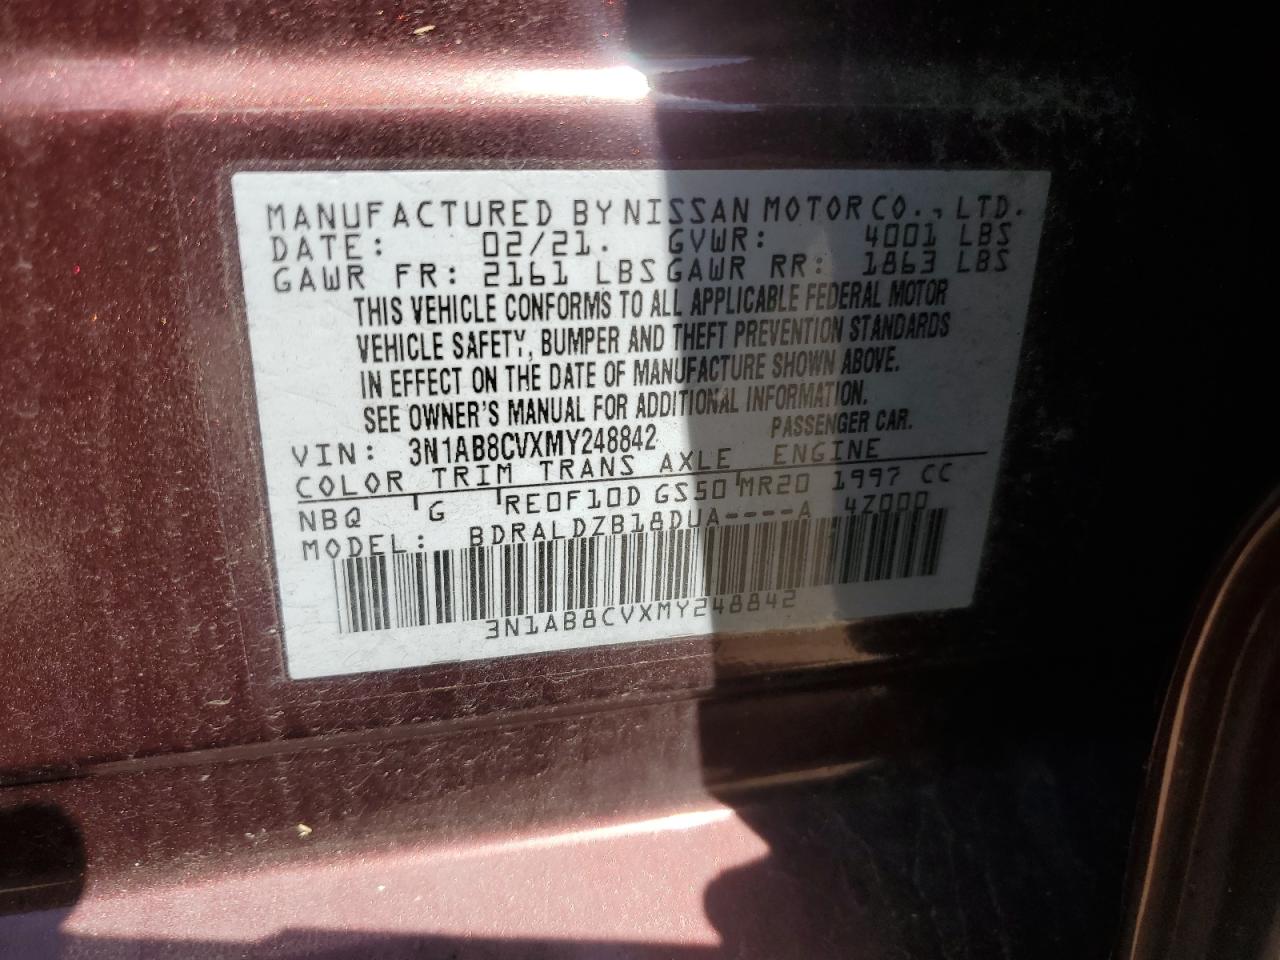 MANUFACTURED BY NISSAN MOTOR CO., LTD.
DATE: 02/21. GVWR: 4001 LBS
GAWR FR: 2161 LBS GAWR RR: 1863 LBS
THIS VEHICLE CONFORMS TO ALL APPLICABLE FEDERAL MOTOR
VEHICLE SAFETY, BUMPER AND THEFT PREVENTION STANDARDS
IN EFFECT ON THE DATE OF MANUFACTURE SHOWN ABOVE.
SEE OWNER'S MANUAL FOR ADDITIONAL INFORMATION.
VIN: 3N1AB8CVXMY248842 PASSENGER CAR.
COLOR TRIM TRANS AXLE ENGINE
NBQ G RE0F10D GS50 MR20 1997 CC
MODEL: BDRALDZB18DUA----A 4Z000
3N1AB8CVXMY248842